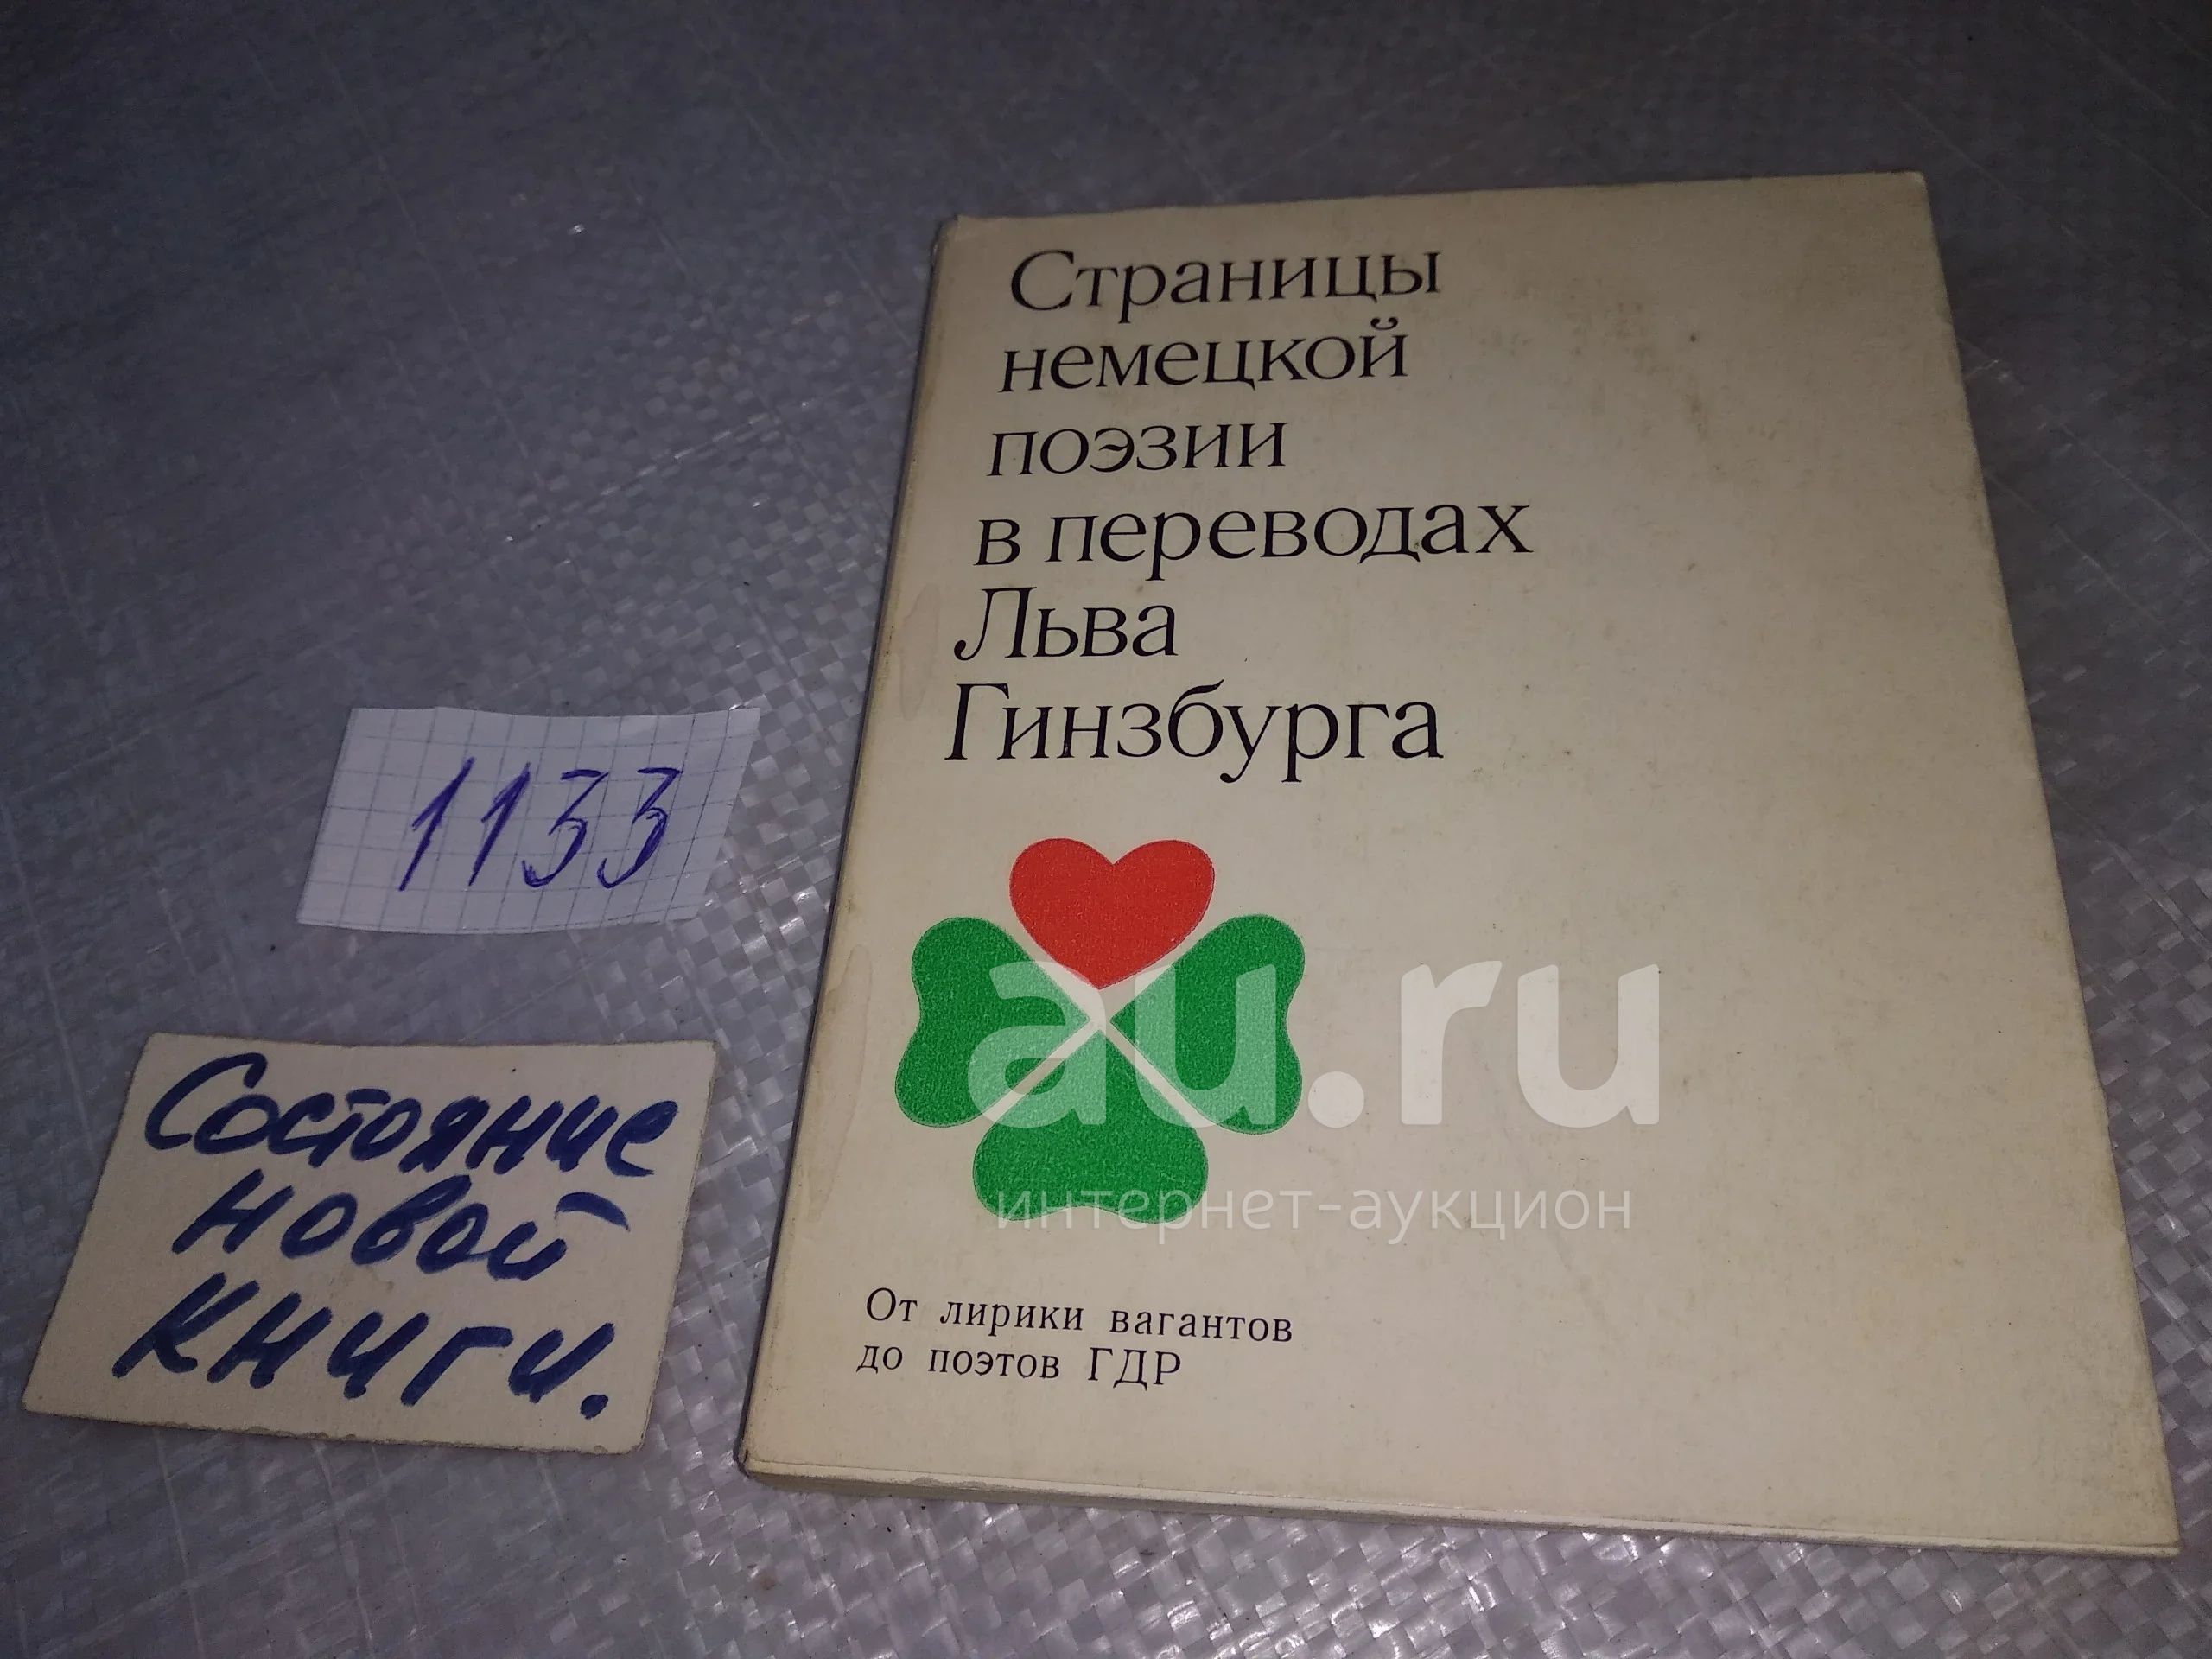 Страницы
немецкой
поэзии
в переводах
Льва
Гинзбурга
От лирики вагантов
до поэтов ГДР
1133
Состояние
новой
книги.
au.ru
интернет-аукцион